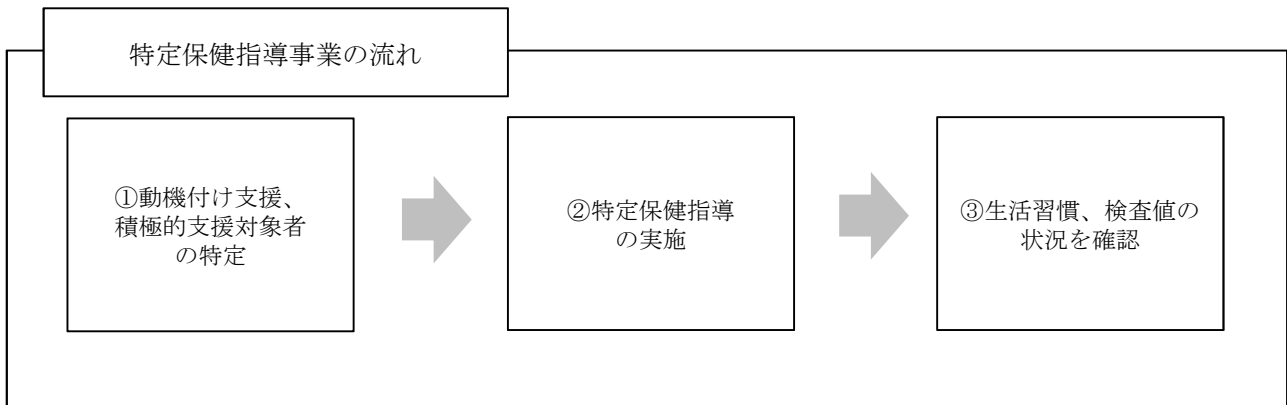 特定保健指導事業の流れ
①動機付け支援、
積極的支援対象者
の特定
②特定保健指導
の実施
③生活習慣、検査値の
状況を確認